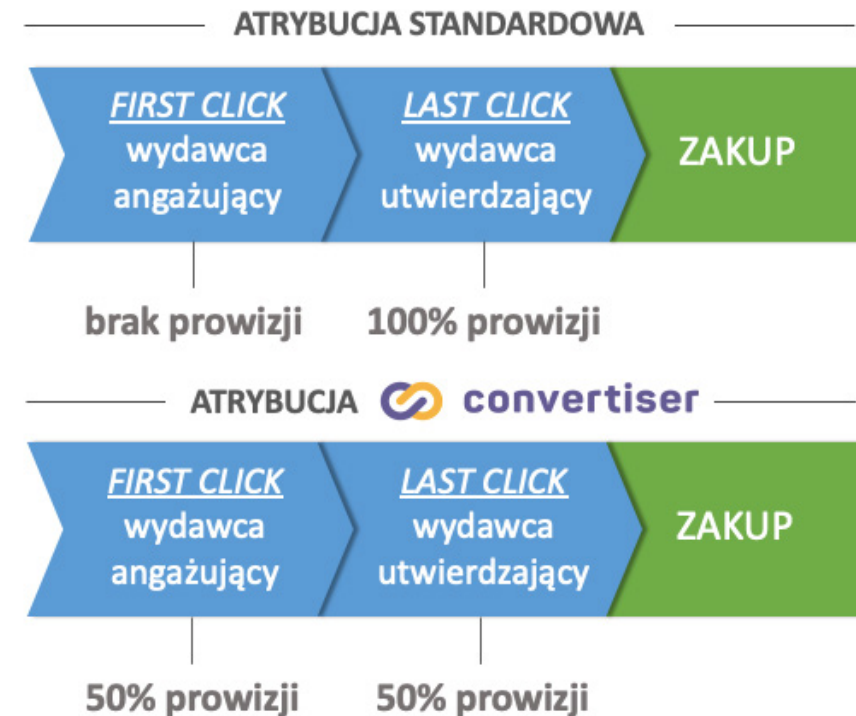 ATRYBUCJA STANDARDOWA
FIRST CLICK
wydawca
angażujący
LAST CLICK
wydawca
utwierdzający
ZAKUP
brak prowizji
100% prowizji
ATRYBUCJA convertiser
FIRST CLICK
wydawca
angażujący
LAST CLICK
wydawca
utwierdzający
ZAKUP
50% prowizji
50% prowizji